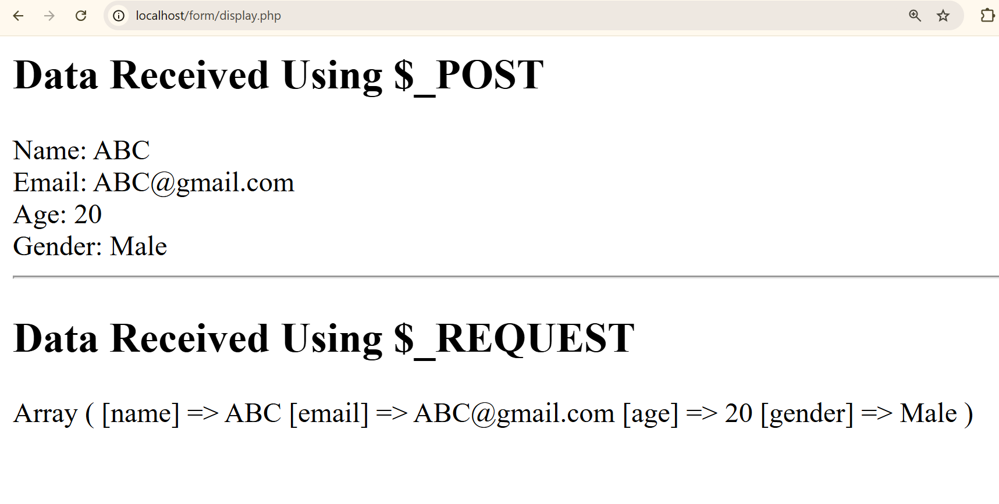 localhost/form/display.php
Data Received Using $_POST
Name: ABC
Email: ABC@gmail.com
Age: 20
Gender: Male
Data Received Using $_REQUEST
Array ( [name] => ABC [email] => ABC@gmail.com [age] => 20 [gender] => Male )